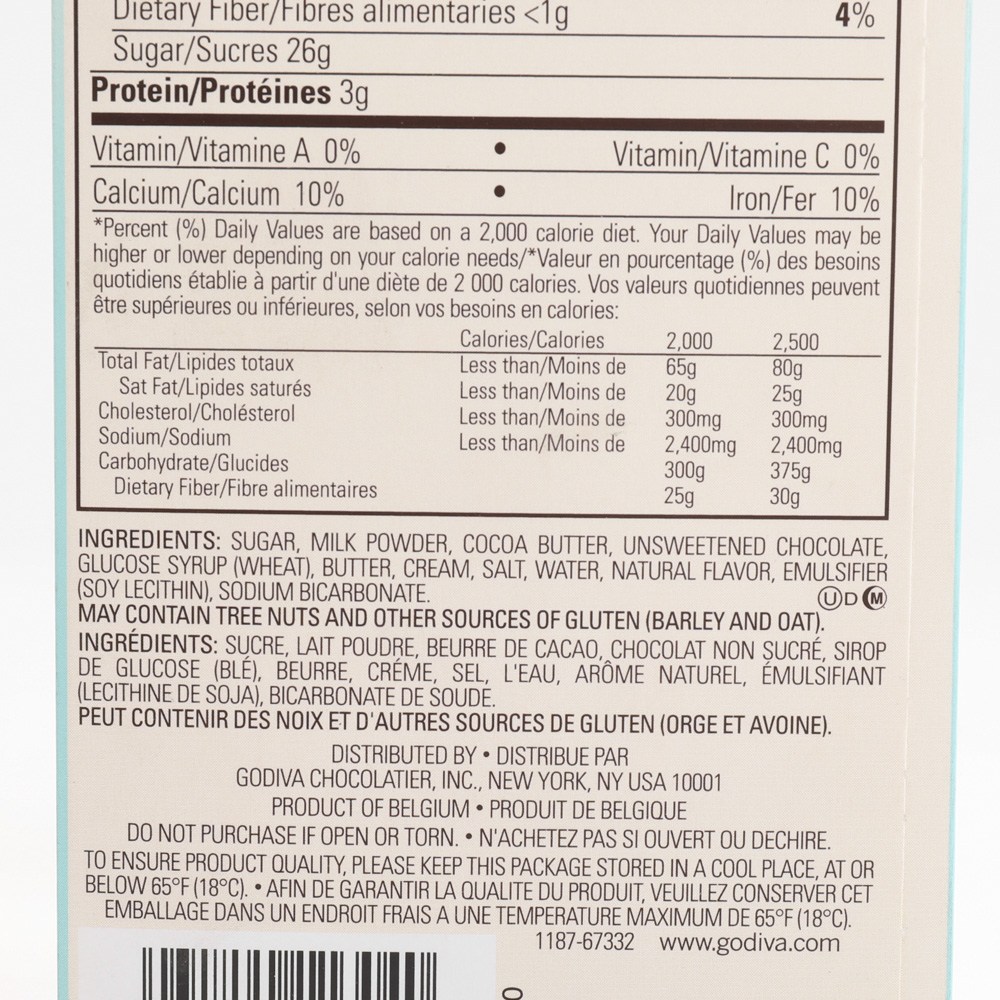 Dietary Fiber/Fibres alimentaries <1g 4%
Sugar/Sucres 26g
Protein/Protéines 3g
Vitamin/Vitamine A 0% • Vitamin/Vitamine C 0%
Calcium/Calcium 10% • Iron/Fer 10%
*Percent (%) Daily Values are based on a 2,000 calorie diet. Your Daily Values may be
higher or lower depending on your calorie needs/*Valeur en pourcentage (%) des besoins
quotidiens établie à partir d'une diète de 2 000 calories. Vos valeurs quotidiennes peuvent
être supérieures ou inférieures, selon vos besoins en calories:
Calories/Calories 2,000 2,500
Total Fat/Lipides totaux Less than/Moins de 65g 80g
Sat Fat/Lipides saturés Less than/Moins de 20g 25g
Cholesterol/Cholésterol Less than/Moins de 300mg 300mg
Sodium/Sodium Less than/Moins de 2,400mg 2,400mg
Carbohydrate/Glucides 300g 375g
Dietary Fiber/Fibre alimentaires 25g 30g
INGREDIENTS: SUGAR, MILK POWDER, COCOA BUTTER, UNSWEETENED CHOCOLATE,
GLUCOSE SYRUP (WHEAT), BUTTER, CREAM, SALT, WATER, NATURAL FLAVOR, EMULSIFIER
(SOY LECITHIN), SODIUM BICARBONATE. Ⓤ D Ⓜ
MAY CONTAIN TREE NUTS AND OTHER SOURCES OF GLUTEN (BARLEY AND OAT).
INGRÉDIENTS: SUCRE, LAIT POUDRE, BEURRE DE CACAO, CHOCOLAT NON SUCRÉ, SIROP
DE GLUCOSE (BLÉ), BEURRE, CRÉME, SEL, L'EAU, ARÔME NATUREL, ÉMULSIFIANT
(LECITHINE DE SOJA), BICARBONATE DE SOUDE.
PEUT CONTENIR DES NOIX ET D'AUTRES SOURCES DE GLUTEN (ORGE ET AVOINE).
DISTRIBUTED BY • DISTRIBUE PAR
GODIVA CHOCOLATIER, INC., NEW YORK, NY USA 10001
PRODUCT OF BELGIUM • PRODUIT DE BELGIQUE
DO NOT PURCHASE IF OPEN OR TORN. • N'ACHETEZ PAS SI OUVERT OU DECHIRE.
TO ENSURE PRODUCT QUALITY, PLEASE KEEP THIS PACKAGE STORED IN A COOL PLACE, AT OR
BELOW 65°F (18°C). • AFIN DE GARANTIR LA QUALITE DU PRODUIT, VEUILLEZ CONSERVER CET
EMBALLAGE DANS UN ENDROIT FRAIS A UNE TEMPERATURE MAXIMUM DE 65°F (18°C).
1187-67332 www.godiva.com
0